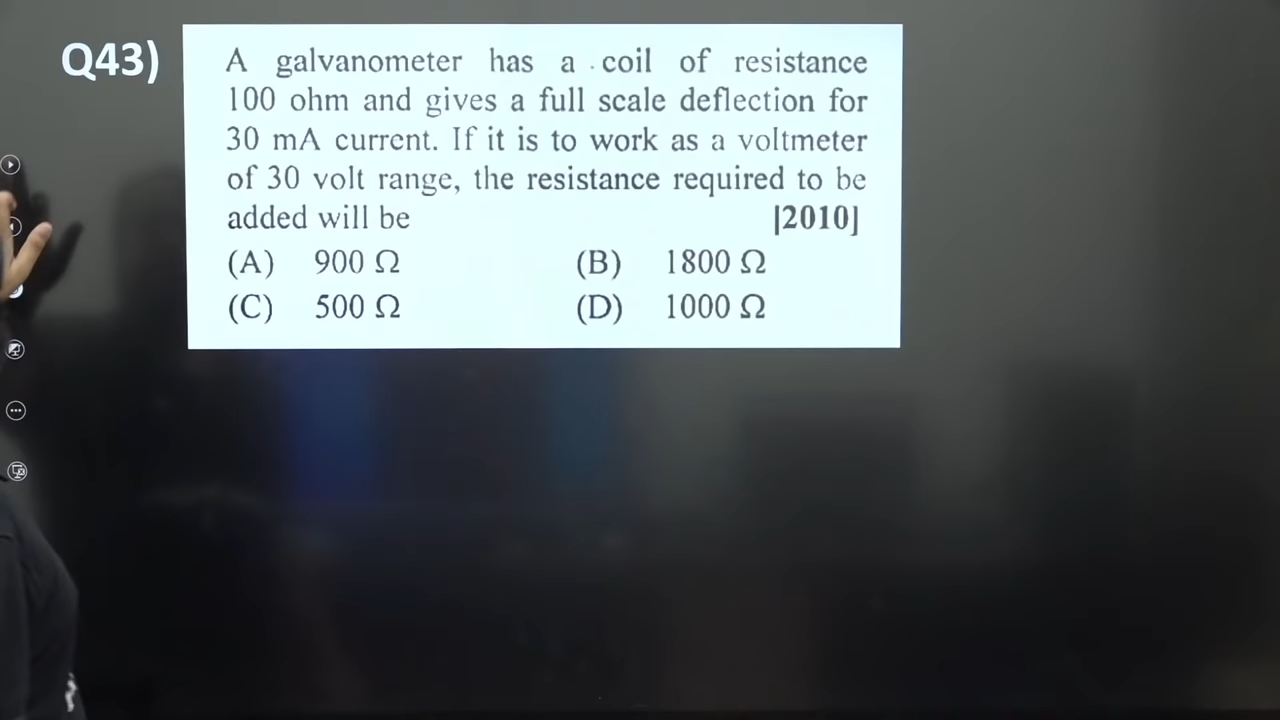 Q43)
A galvanometer has a coil of resistance
100 ohm and gives a full scale deflection for
30 mA current. If it is to work as a voltmeter
of 30 volt range, the resistance required to be
added will be [2010]
(A) 900 Ω (B) 1800 Ω
(C) 500 Ω (D) 1000 Ω